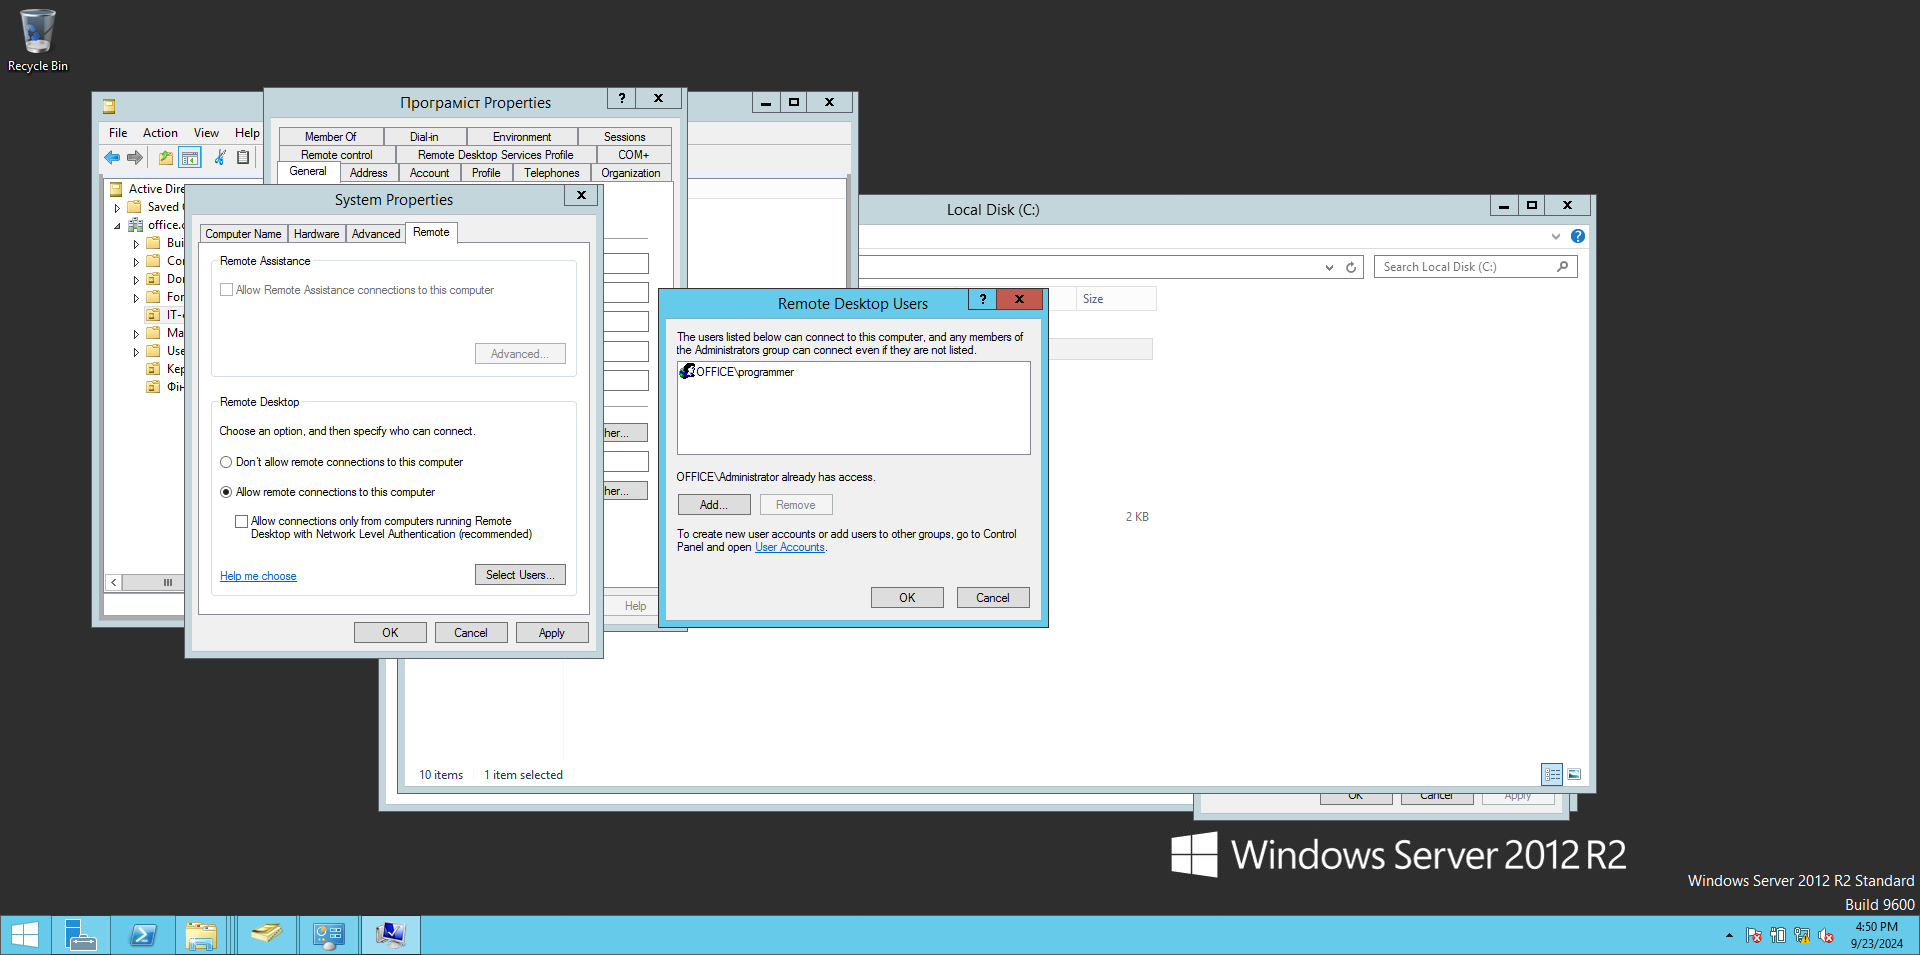 Recycle Bin
Програміст Properties
?
File Action View Help
Member Of Dial-in Environment Sessions
Remote control Remote Desktop Services Profile COM+
General Address Account Profile Telephones Organization
Active Dire
Saved
office.
Bui
Cor
Dor
For
IT-
Ma
Use
Кер
Фін
Help
System Properties
Computer Name Hardware Advanced Remote
Remote Assistance
Allow Remote Assistance connections to this computer
Advanced...
Remote Desktop
Choose an option, and then specify who can connect.
Don't allow remote connections to this computer
Allow remote connections to this computer
Allow connections only from computers running Remote
Desktop with Network Level Authentication (recommended)
Help me choose
Select Users...
OK Cancel Apply
her...
her...
Local Disk (C:)
Search Local Disk (C:)
Size
2 KB
10 items 1 item selected
OK Cancel Apply
Remote Desktop Users
?
The users listed below can connect to this computer, and any members of
the Administrators group can connect even if they are not listed.
OFFICE\programmer
OFFICE\Administrator already has access.
Add... Remove
To create new user accounts or add users to other groups, go to Control
Panel and open User Accounts.
OK Cancel
Windows Server 2012 R2
Windows Server 2012 R2 Standard
Build 9600
4:50 PM
9/23/2024